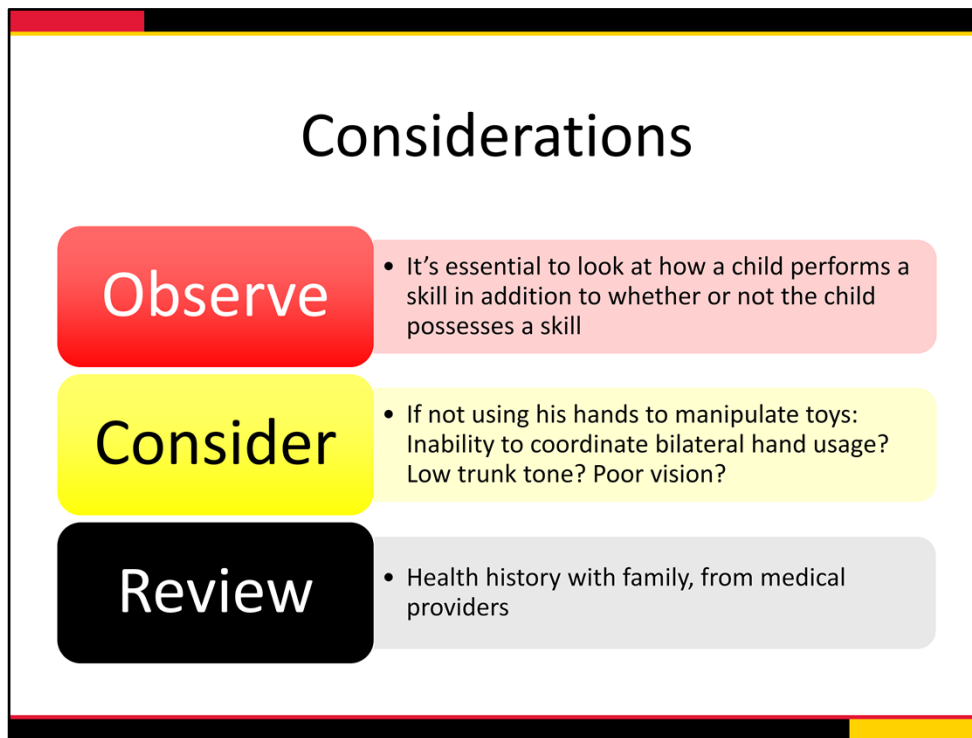 Considerations
Observe
• It’s essential to look at how a child performs a
skill in addition to whether or not the child
possesses a skill
Consider
• If not using his hands to manipulate toys:
Inability to coordinate bilateral hand usage?
Low trunk tone? Poor vision?
Review
• Health history with family, from medical
providers